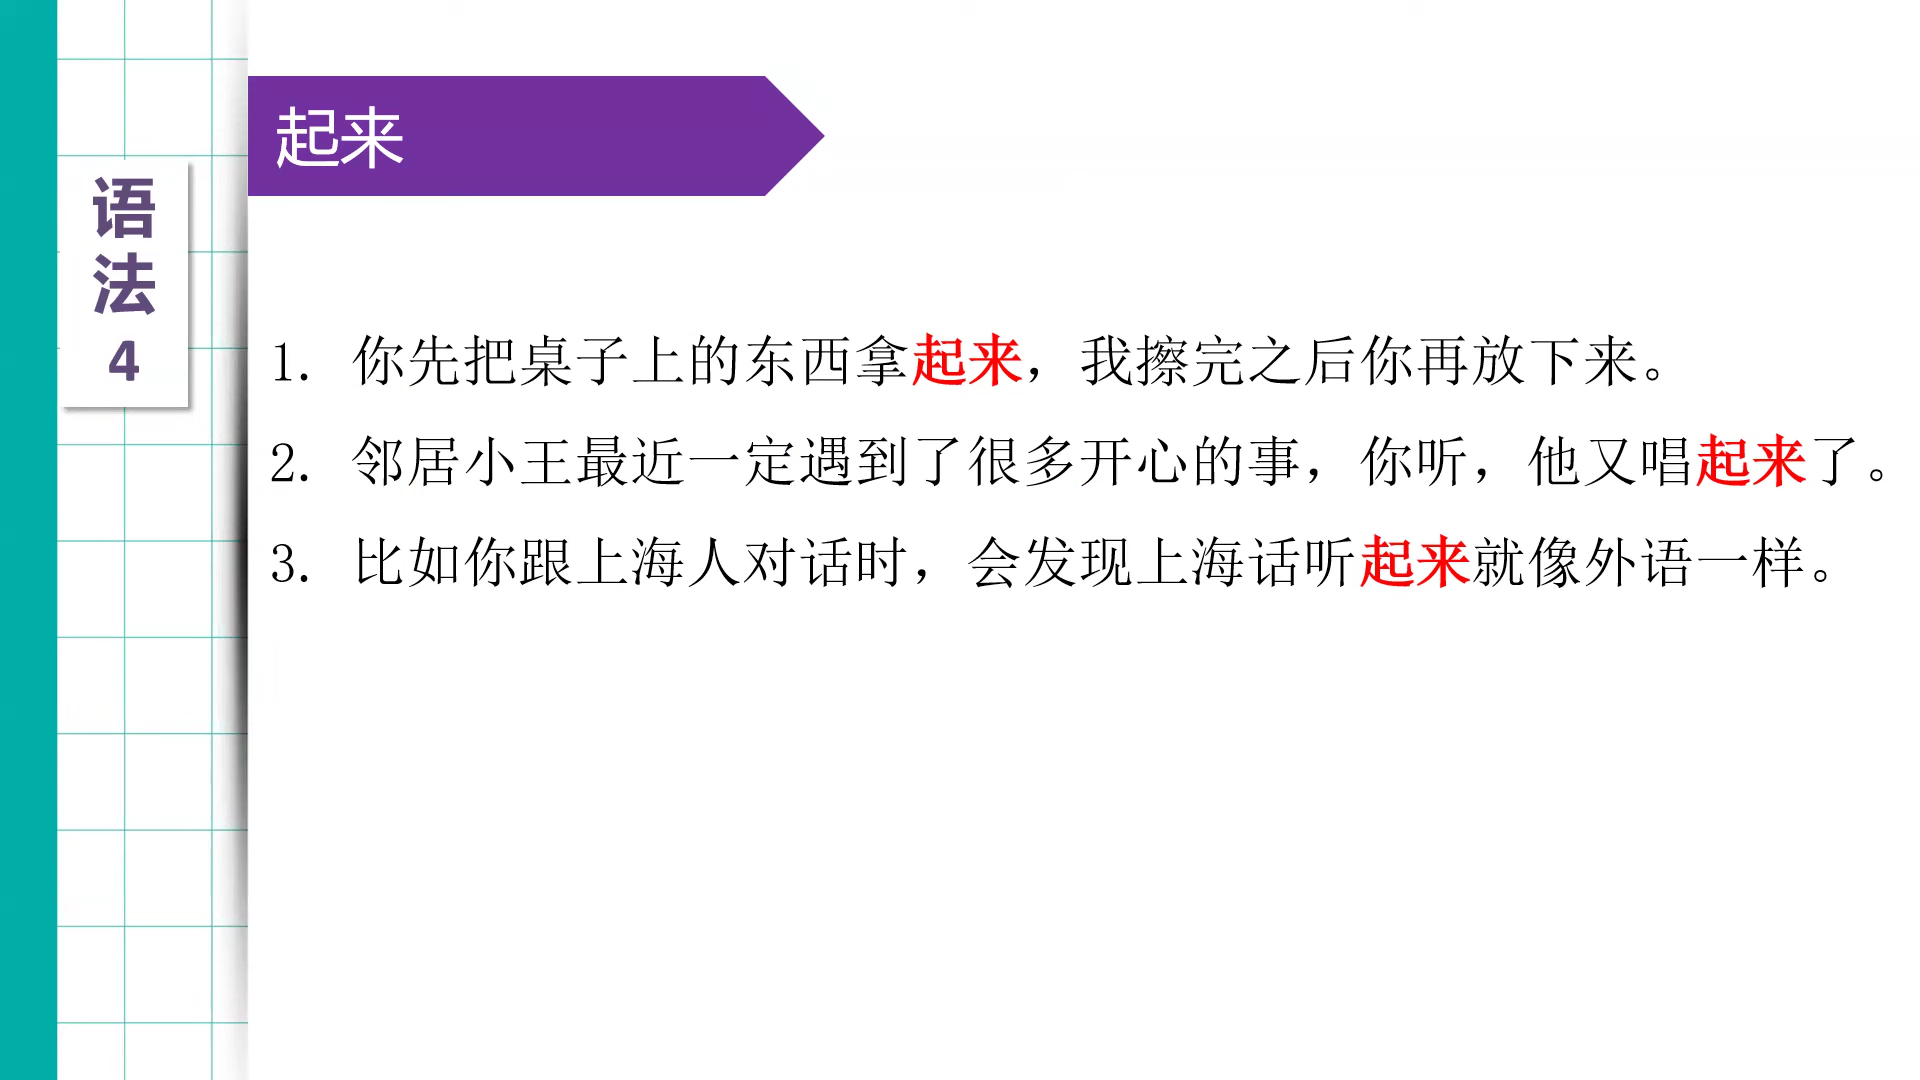 起来
语
法
4
1. 你先把桌子上的东西拿起来，我擦完之后你再放下来。
2. 邻居小王最近一定遇到了很多开心的事，你听，他又唱起来了。
3. 比如你跟上海人对话时，会发现上海话听起来就像外语一样。